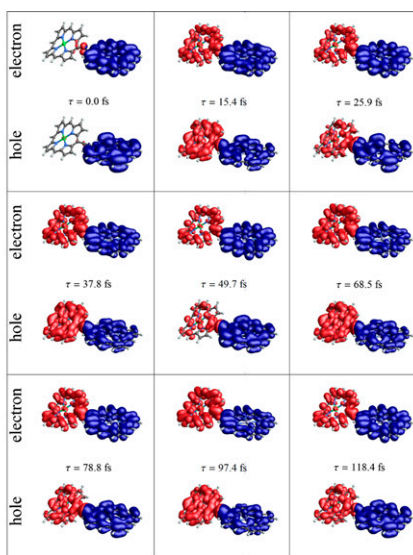 electron
τ = 0.0 fs
τ = 15.4 fs
τ = 25.9 fs
hole
electron
τ = 37.8 fs
τ = 49.7 fs
τ = 68.5 fs
hole
electron
τ = 78.8 fs
τ = 97.4 fs
τ = 118.4 fs
hole